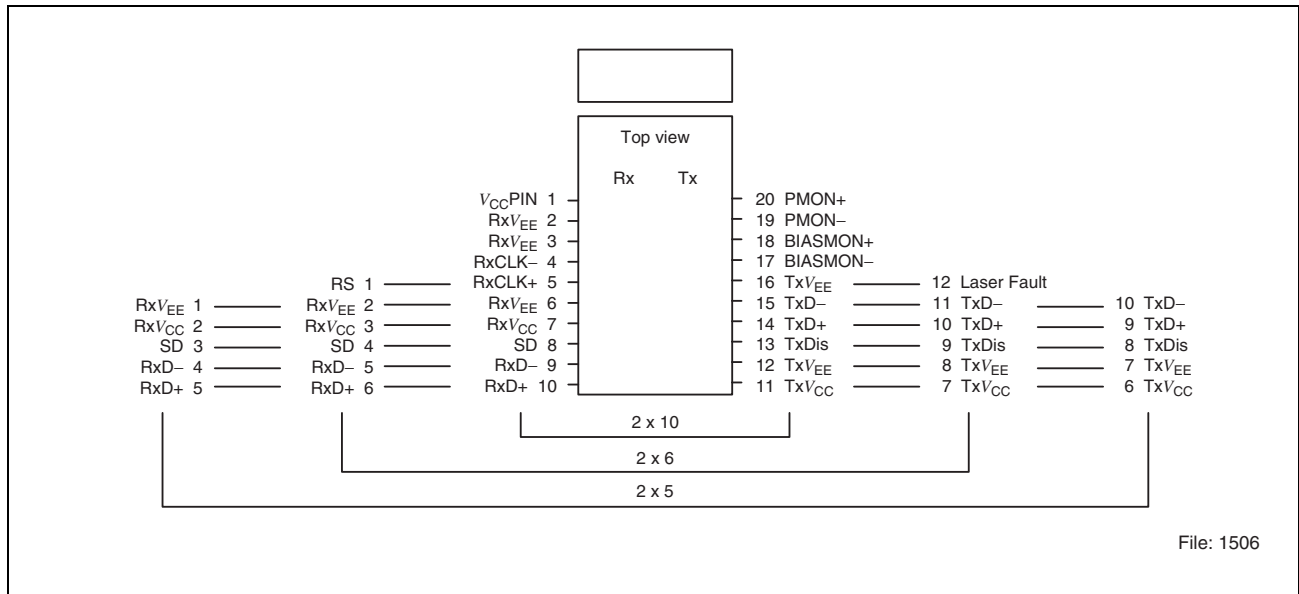 Top view
Rx Tx
VCCPIN 1 20 PMON+
RxVEE 2 19 PMON−
RxVEE 3 18 BIASMON+
RxCLK− 4 17 BIASMON−
RS 1 RxCLK+ 5 16 TxVEE 12 Laser Fault
RxVEE 1 RxVEE 2 RxVEE 6 15 TxD− 11 TxD− 10 TxD−
RxVCC 2 RxVCC 3 RxVCC 7 14 TxD+ 10 TxD+ 9 TxD+
SD 3 SD 4 SD 8 13 TxDis 9 TxDis 8 TxDis
RxD− 4 RxD− 5 RxD− 9 12 TxVEE 8 TxVEE 7 TxVEE
RxD+ 5 RxD+ 6 RxD+ 10 11 TxVCC 7 TxVCC 6 TxVCC
2 x 10
2 x 6
2 x 5
File: 1506